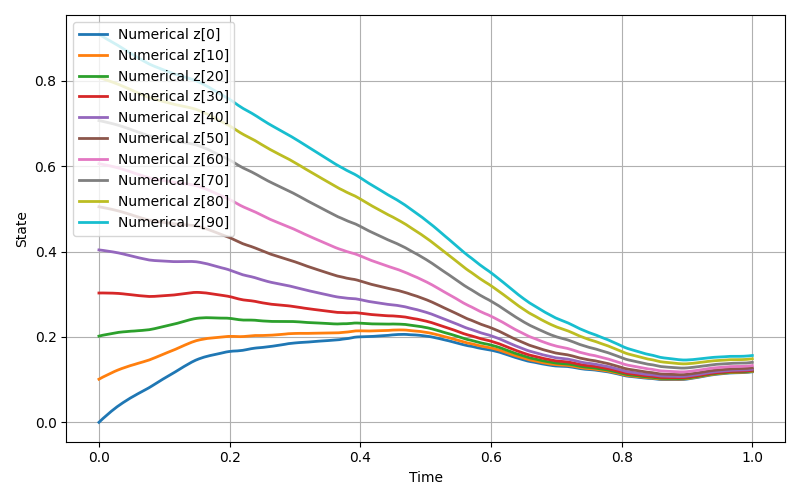 Numerical z[0]
Numerical z[10]
Numerical z[20]
Numerical z[30]
Numerical z[40]
Numerical z[50]
Numerical z[60]
Numerical z[70]
Numerical z[80]
Numerical z[90]
State
0.8
0.6
0.4
0.2
0.0
0.0 0.2 0.4 0.6 0.8 1.0
Time